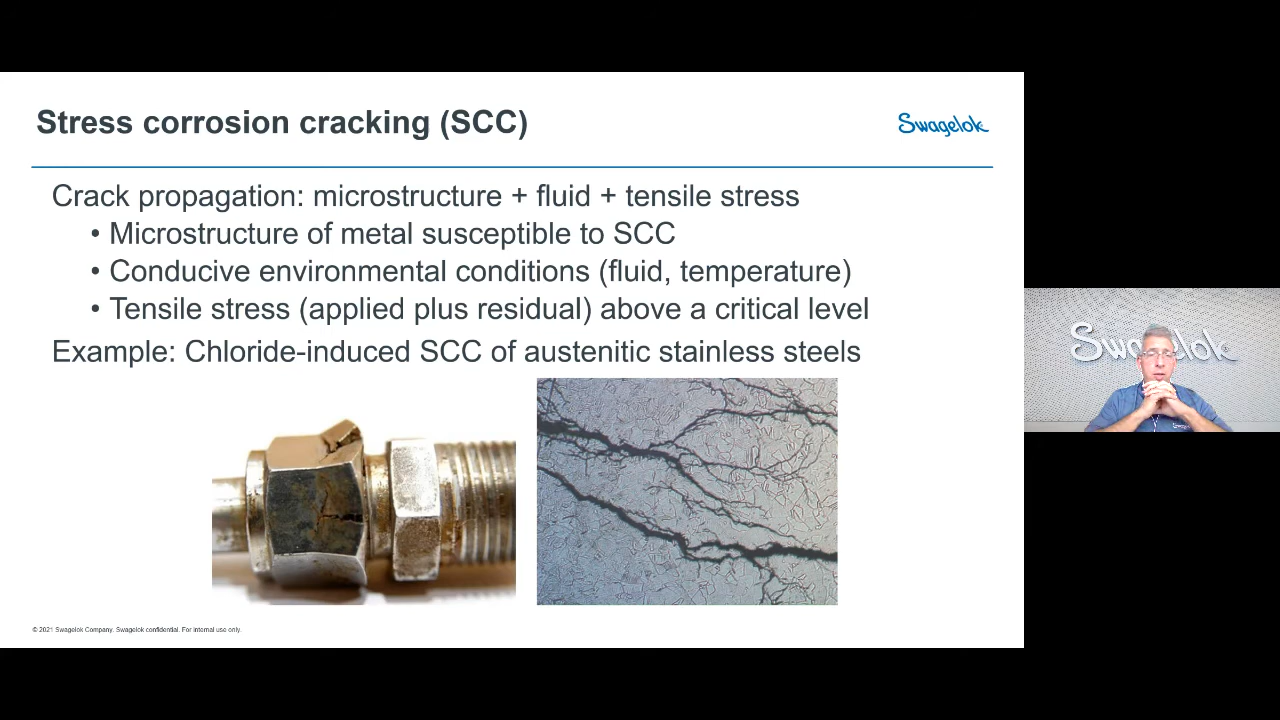 Stress corrosion cracking (SCC)
Swagelok
Crack propagation: microstructure + fluid + tensile stress
• Microstructure of metal susceptible to SCC
• Conducive environmental conditions (fluid, temperature)
• Tensile stress (applied plus residual) above a critical level
Example: Chloride-induced SCC of austenitic stainless steels
Swagelok
© 2021 Swagelok Company. Swagelok confidential. For internal use only.